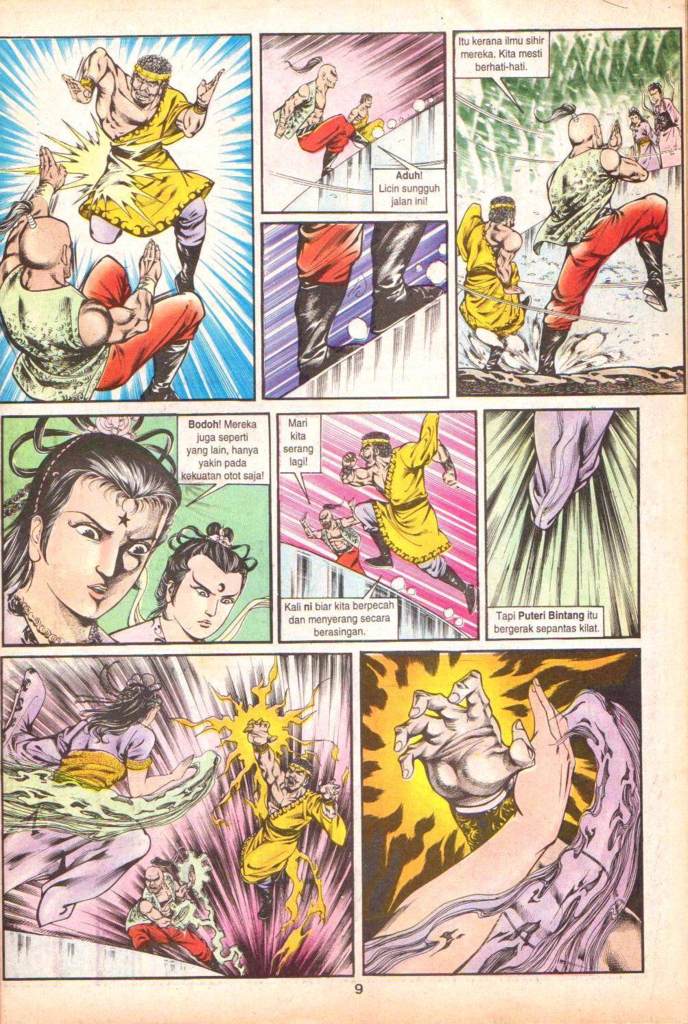 Aduh!
Licin sungguh
jalan ini!
Itu kerana ilmu sihir
mereka. Kita mesti
berhati-hati.
Bodoh! Mereka
juga seperti
yang lain, hanya
yakin pada
kekuatan otot saja!
Mari
kita
serang
lagi!
Kali ni biar kita berpecah
dan menyerang secara
berasingan.
Tapi Puteri Bintang itu
bergerak sepantas kilat.
9